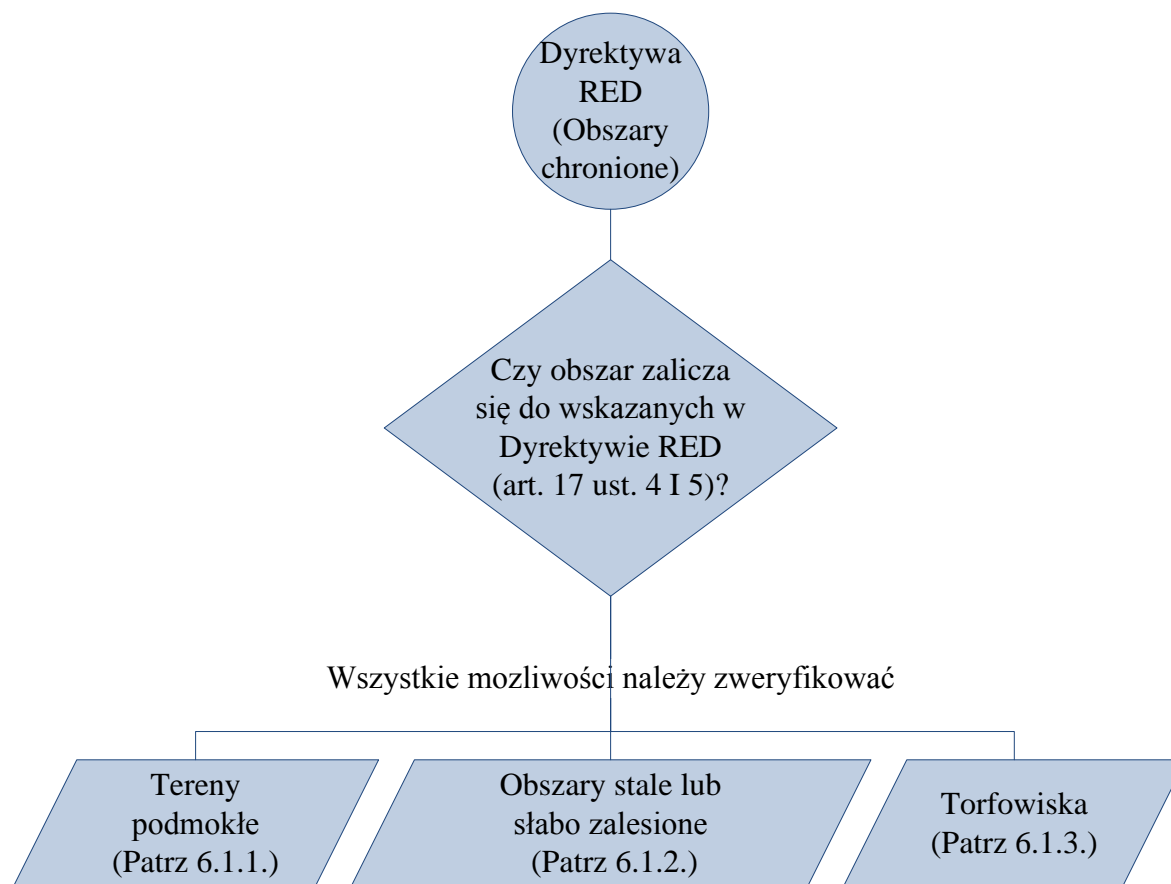 Dyrektywa
RED
(Obszary
chronione)
Czy obszar zalicza
się do wskazanych w
Dyrektywie RED
(art. 17 ust. 4 I 5)?
Wszystkie mozliwości należy zweryfikować
Tereny
podmokłe
(Patrz 6.1.1.)
Obszary stale lub
słabo zalesione
(Patrz 6.1.2.)
Torfowiska
(Patrz 6.1.3.)